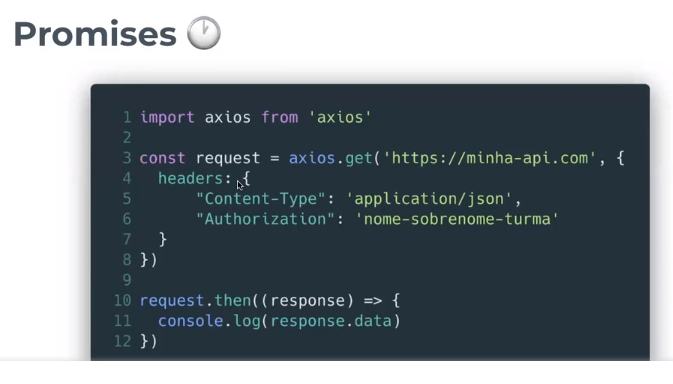 Promises 🕐
1 import axios from 'axios'
2
3 const request = axios.get('https://minha-api.com', {
4   headers: {
5       "Content-Type": 'application/json',
6       "Authorization": 'nome-sobrenome-turma'
7   }
8 })
9
10 request.then((response) => {
11   console.log(response.data)
12 })